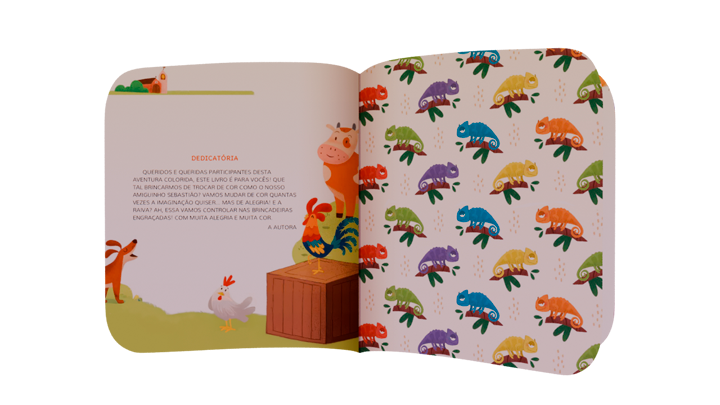 DEDICATÓRIA
QUERIDOS E QUERIDAS PARTICIPANTES DESTA
AVENTURA COLORIDA, ESTE LIVRO É PARA VOCÊS! QUE
TAL BRINCARMOS DE TROCAR DE COR COMO O NOSSO
AMIGUINHO SEBASTIÃO? VAMOS MUDAR DE COR QUANTAS
VEZES A IMAGINAÇÃO QUISER... MAS DE ALEGRIA! E A
RAIVA? AH, ESSA VAMOS CONTROLAR NAS BRINCADEIRAS
ENGRAÇADAS! COM MUITA ALEGRIA E MUITA COR.
A AUTORA.